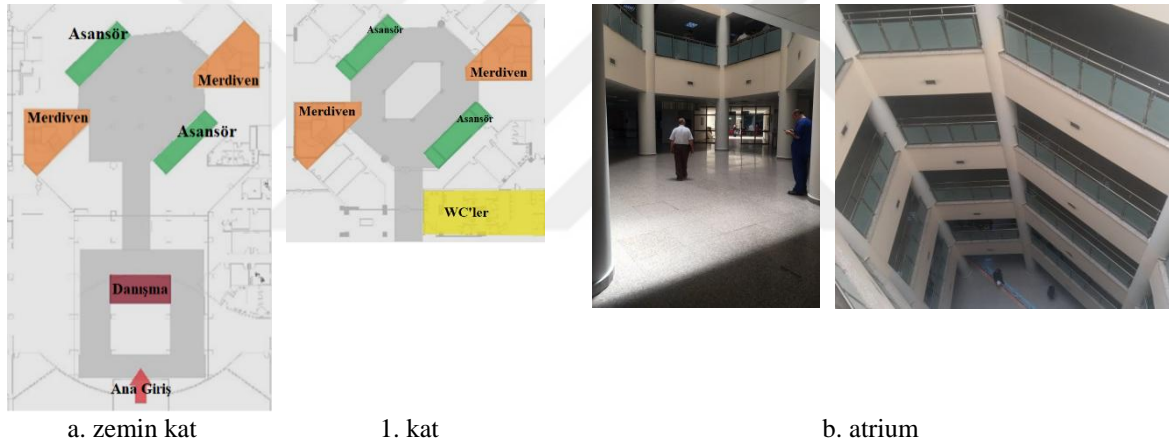 Asansör
Merdiven
Merdiven
Asansör
Danışma
Ana Giriş
Asansör
Merdiven
Merdiven
Asansör
WC'ler
a. zemin kat
1. kat
b. atrium